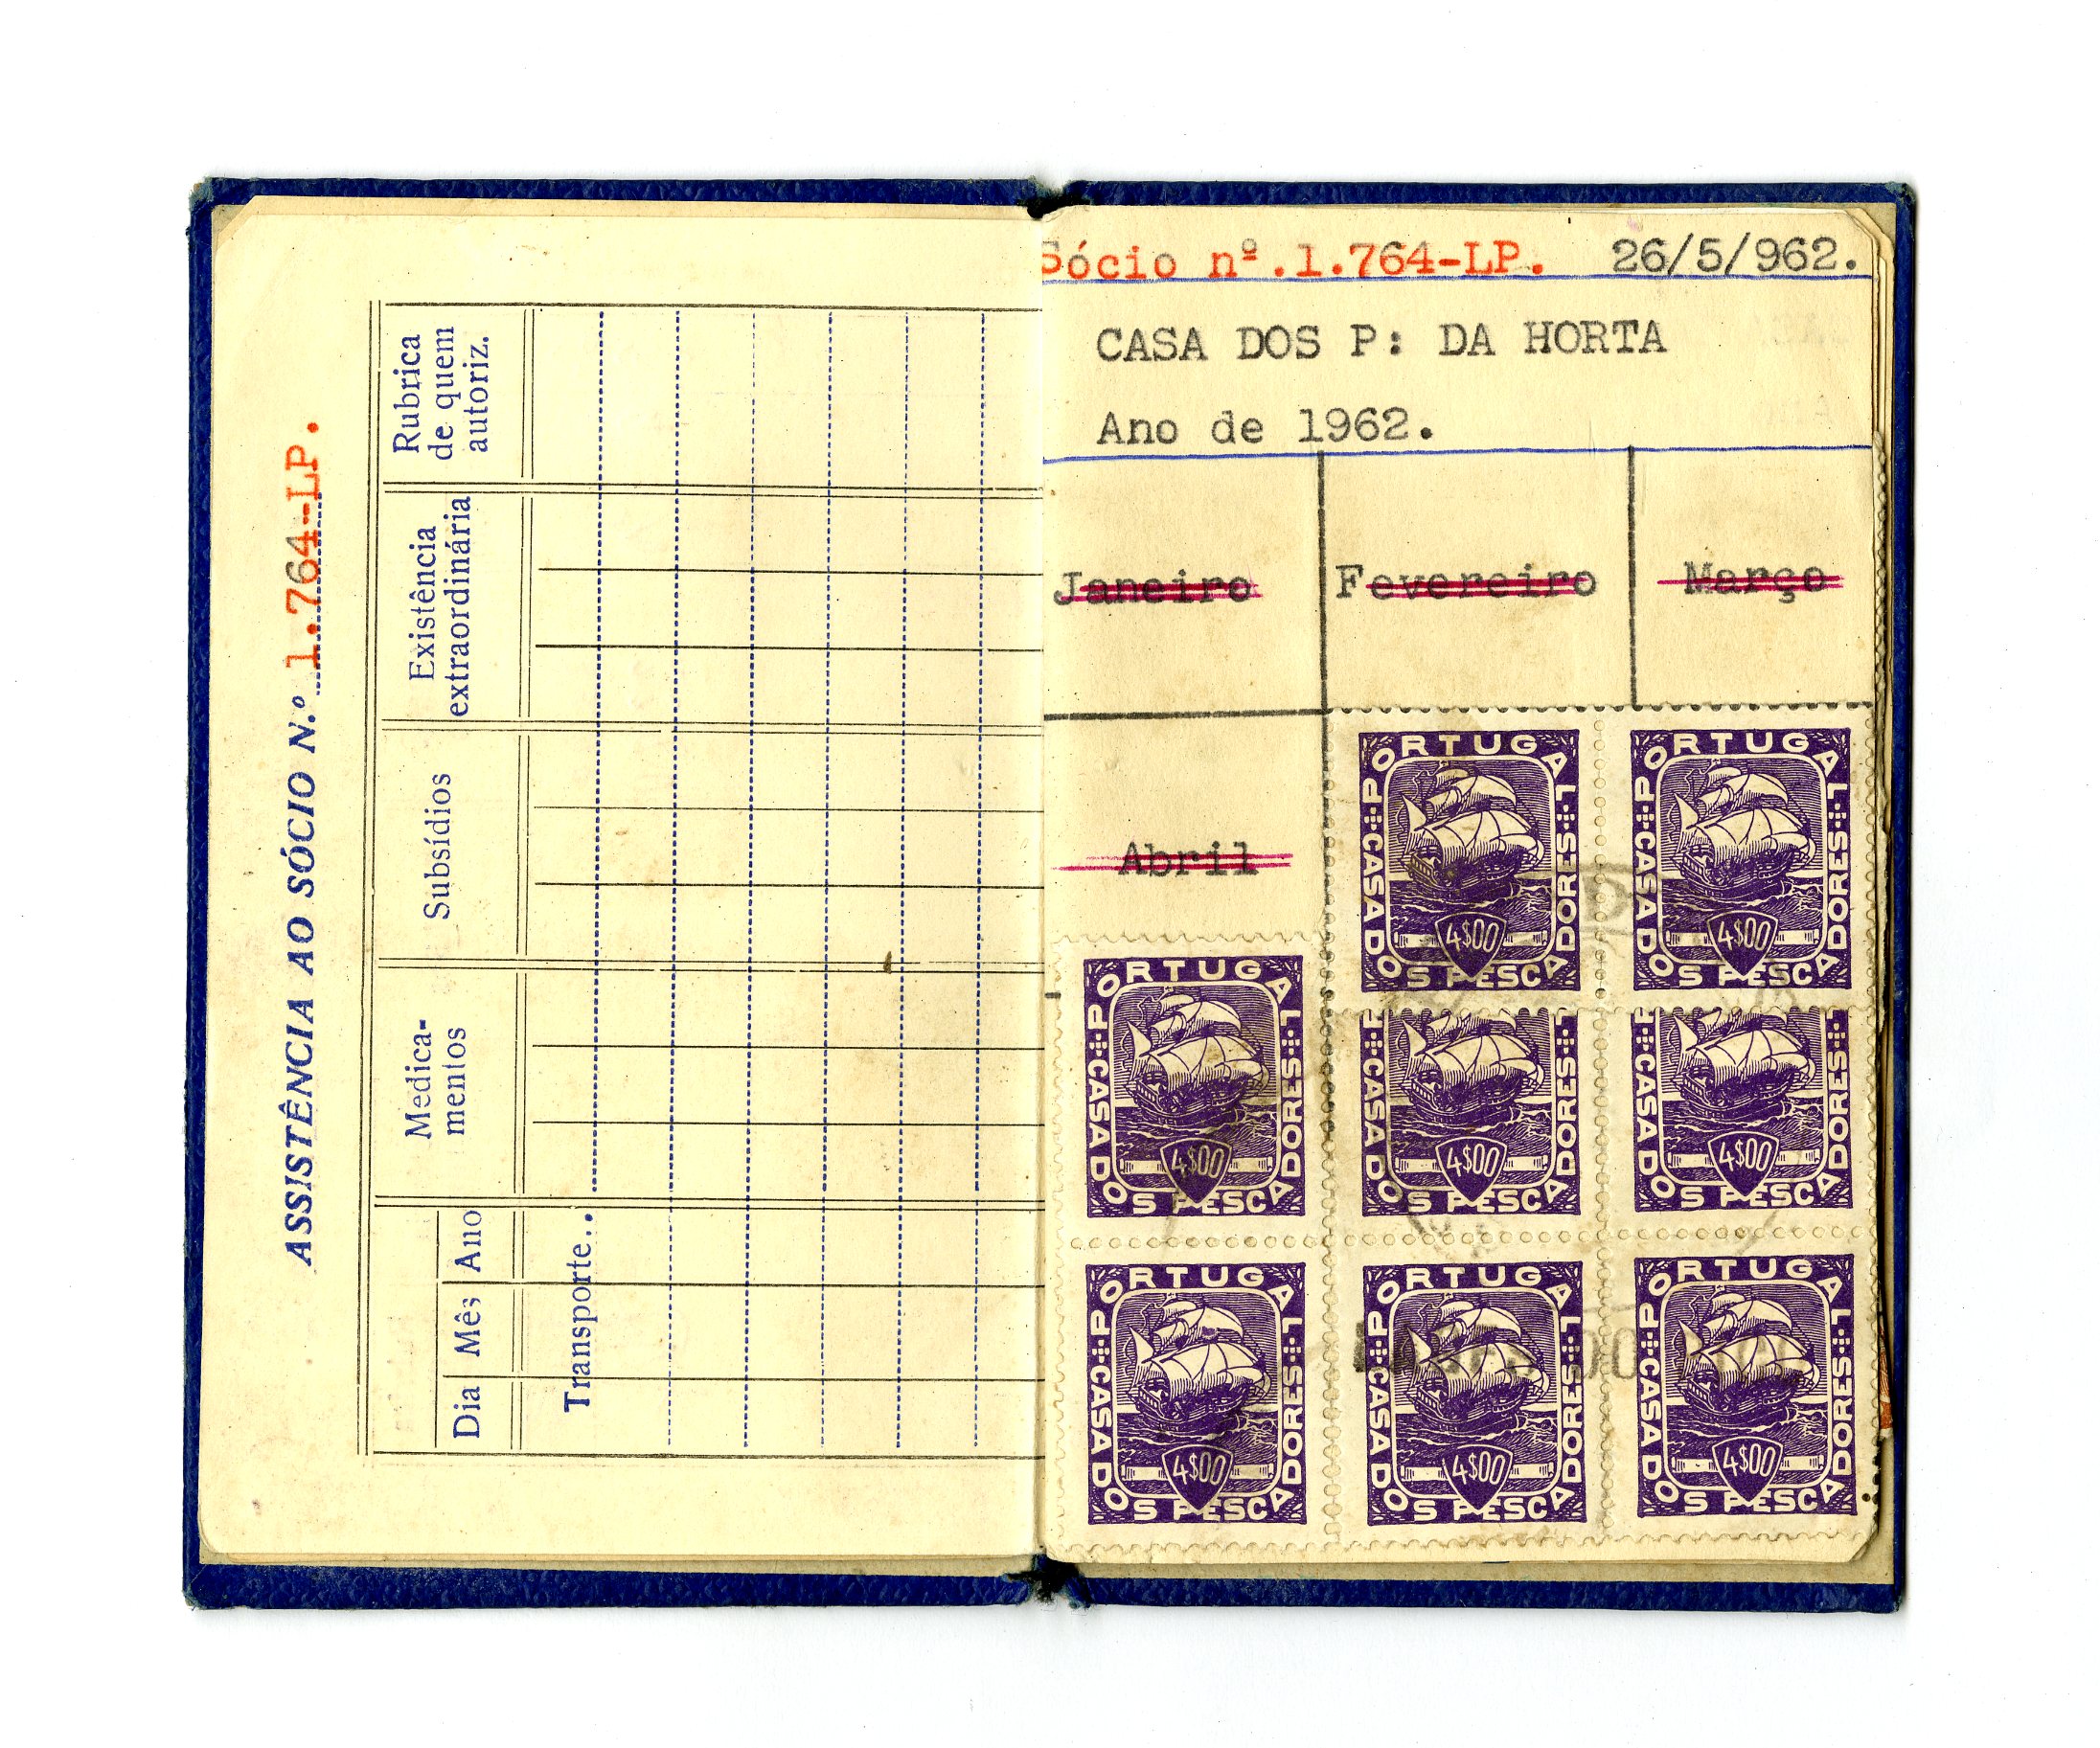 ASSISTÊNCIA AO SÓCIO N.º 1.764-LP.
Dia Mês Ano
Medica-
mentos
Subsídios
Existência
extraordinária
Rubrica
de quem
autoriz.
Transporte..
Sócio nº.1.764-LP. 26/5/962.
CASA DOS P: DA HORTA
Ano de 1962.
Janeiro Fevereiro Março
Abril
PORTUGAL CASA DOS PESCADORES 4$00
PORTUGAL CASA DOS PESCADORES 4$00
PORTUGAL CASA DOS PESCADORES 4$00
CASA DOS PESCADORES 4$00
CASA DOS PESCADORES 4$00
PORTUGAL CASA DOS PESCADORES 4$00
PORTUGAL CASA DOS PESCADORES 4$00
PORTUGAL CASA DOS PESCADORES 4$00